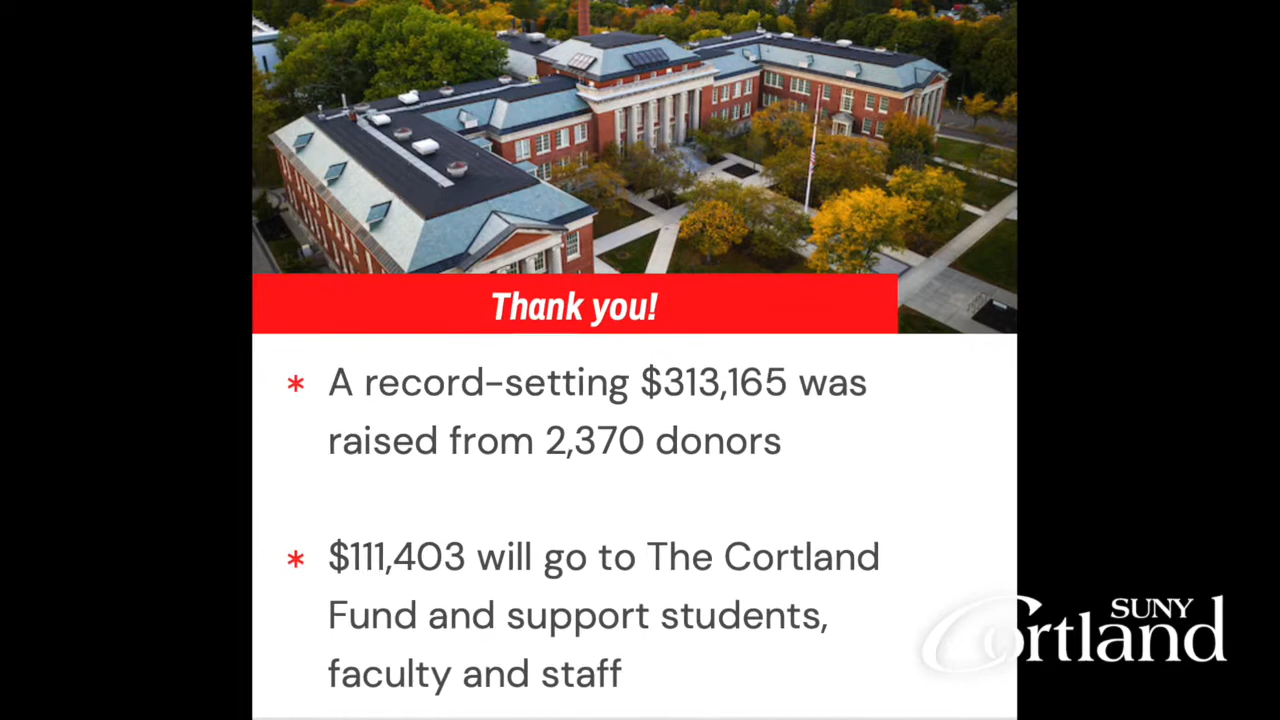 Thank you!
* A record-setting $313,165 was
raised from 2,370 donors
* $111,403 will go to The Cortland
Fund and support students,
faculty and staff
SUNY
Cortland